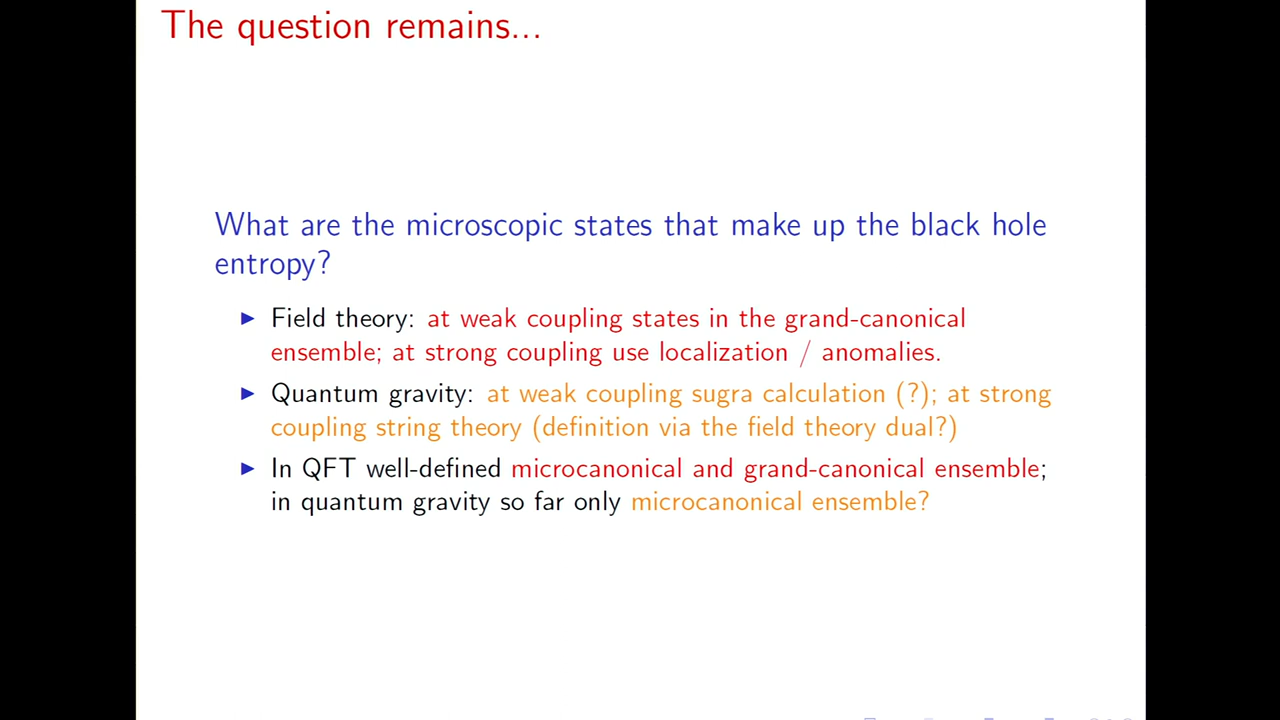 The question remains...
What are the microscopic states that make up the black hole
entropy?
Field theory: at weak coupling states in the grand-canonical
ensemble; at strong coupling use localization / anomalies.
Quantum gravity: at weak coupling sugra calculation (?); at strong
coupling string theory (definition via the field theory dual?)
In QFT well-defined microcanonical and grand-canonical ensemble;
in quantum gravity so far only microcanonical ensemble?